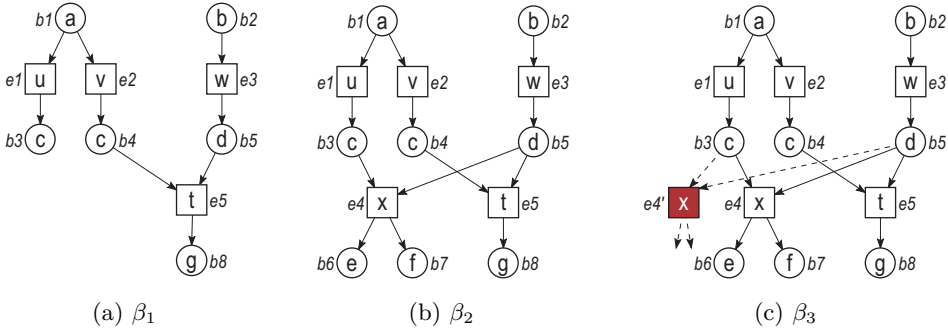 b1 a b b2 b1 a b b2 b1 a b b2
e1 u v e2 w e3 e1 u v e2 w e3 e1 u v e2 w e3
b3 c c b4 d b5 b3 c c b4 d b5 b3 c c b4 d b5
t e5 e4 x t e5 e4' x e4 x t e5
g b8 b6 e f b7 g b8 b6 e f b7 g b8
(a) β1 (b) β2 (c) β3